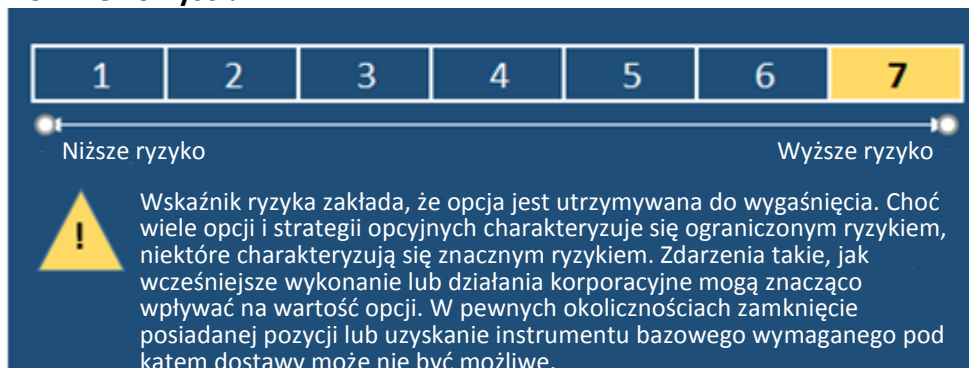 1 2 3 4 5 6 7
Niższe ryzyko Wyższe ryzyko
! Wskaźnik ryzyka zakłada, że opcja jest utrzymywana do wygaśnięcia. Choć
wiele opcji i strategii opcyjnych charakteryzuje się ograniczonym ryzykiem,
niektóre charakteryzują się znacznym ryzykiem. Zdarzenia takie, jak
wcześniejsze wykonanie lub działania korporacyjne mogą znacząco
wpływać na wartość opcji. W pewnych okolicznościach zamknięcie
posiadanej pozycji lub uzyskanie instrumentu bazowego wymaganego pod
kątem dostawy może nie być możliwe.